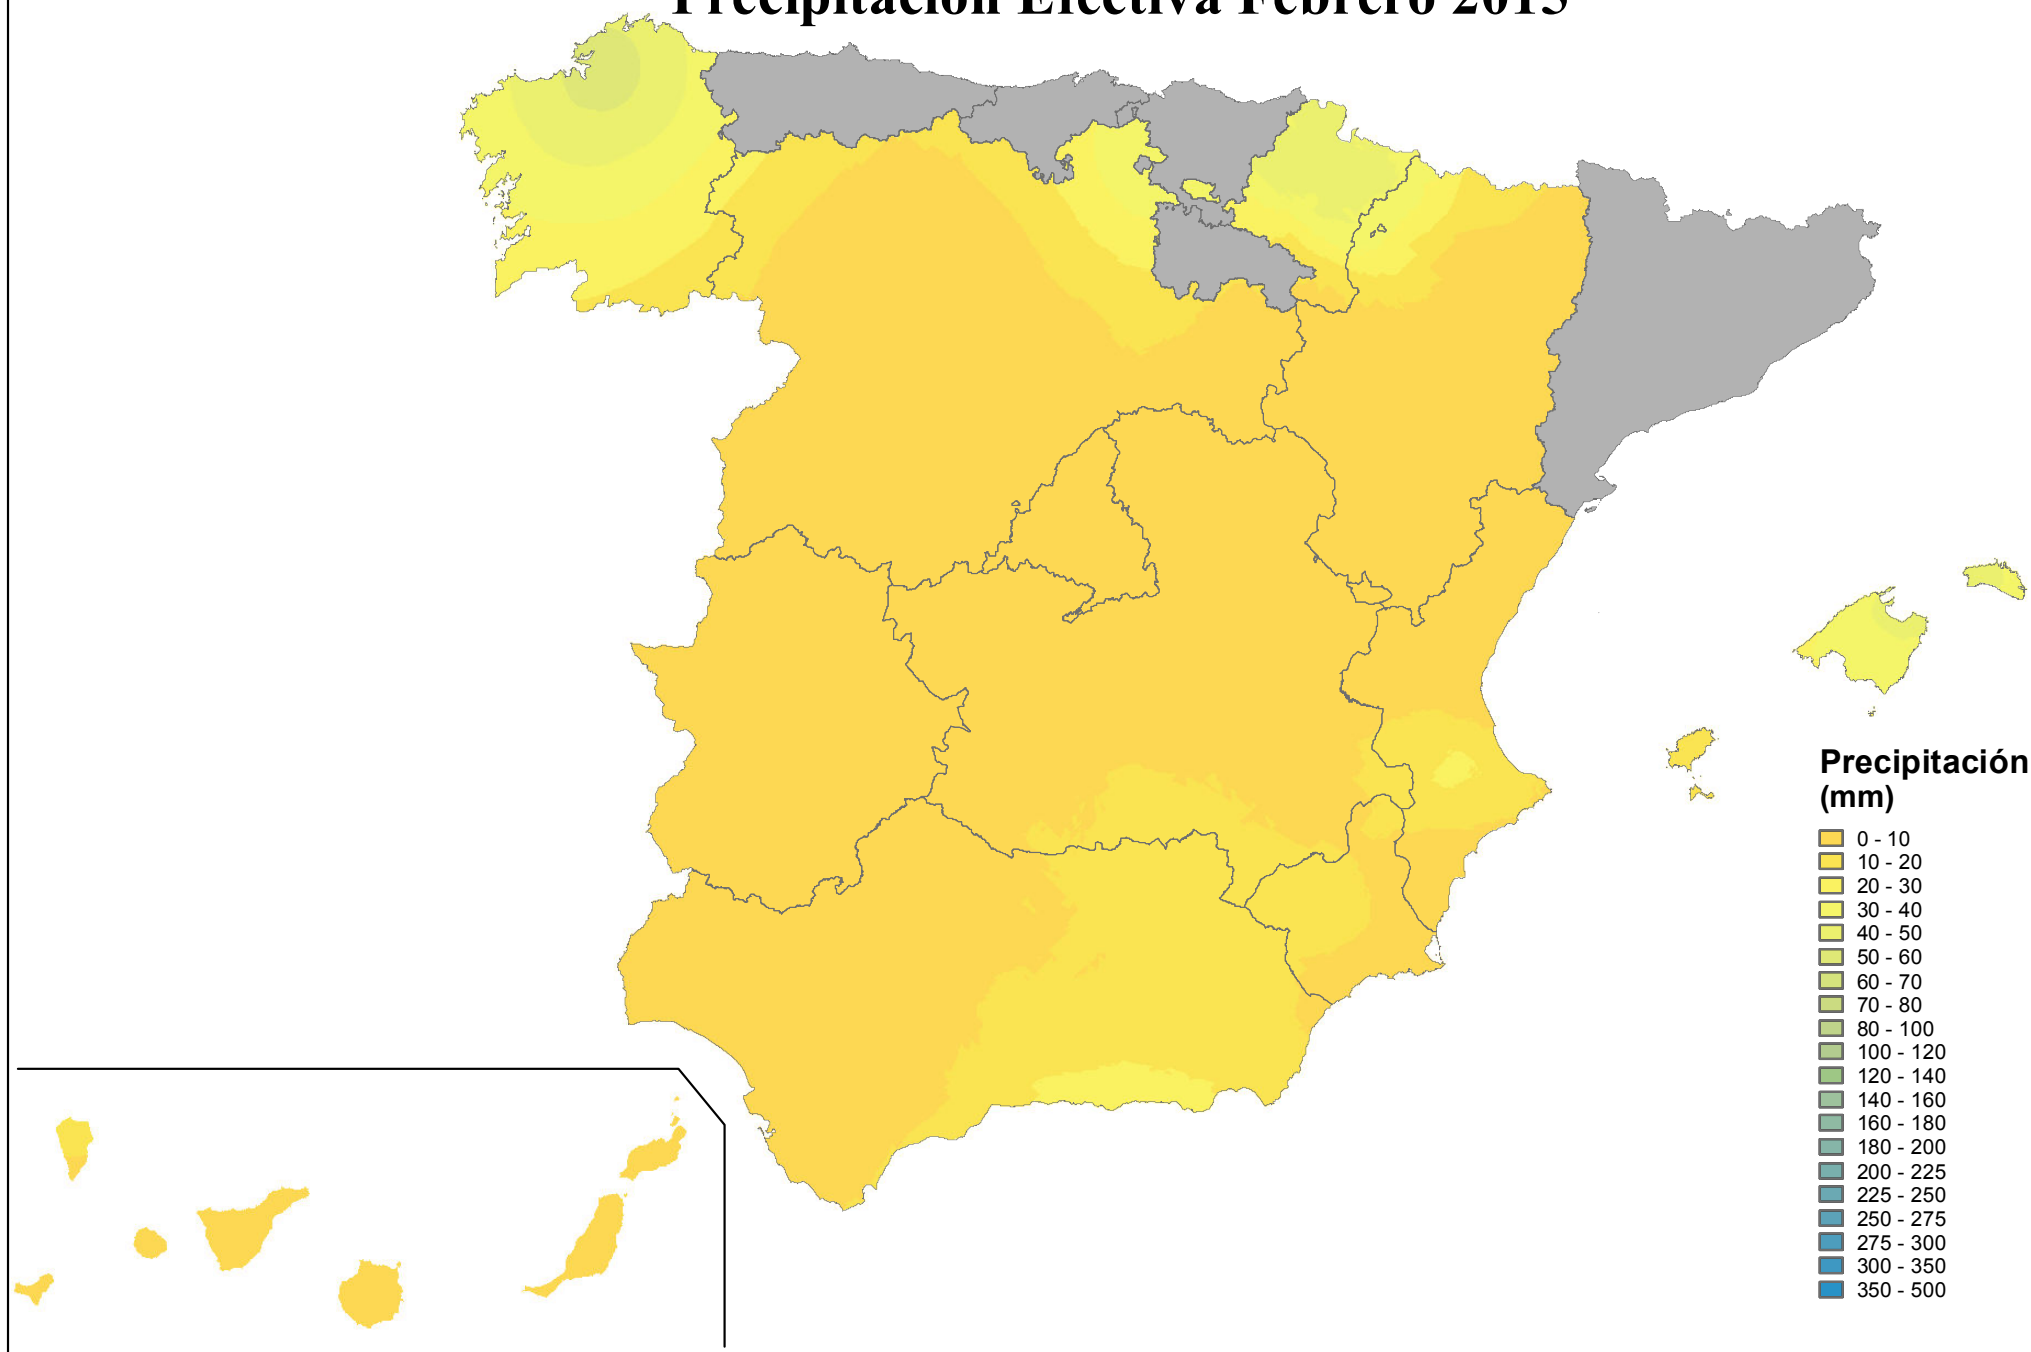 Precipitación Efectiva Febrero 2015
Precipitación
(mm)
0 - 10
10 - 20
20 - 30
30 - 40
40 - 50
50 - 60
60 - 70
70 - 80
80 - 100
100 - 120
120 - 140
140 - 160
160 - 180
180 - 200
200 - 225
225 - 250
250 - 275
275 - 300
300 - 350
350 - 500